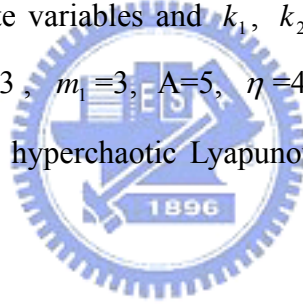 te variables and k₁, k₂
3 , m₁ =3, A=5, η =4
hyperchaotic Lyapuno
1896